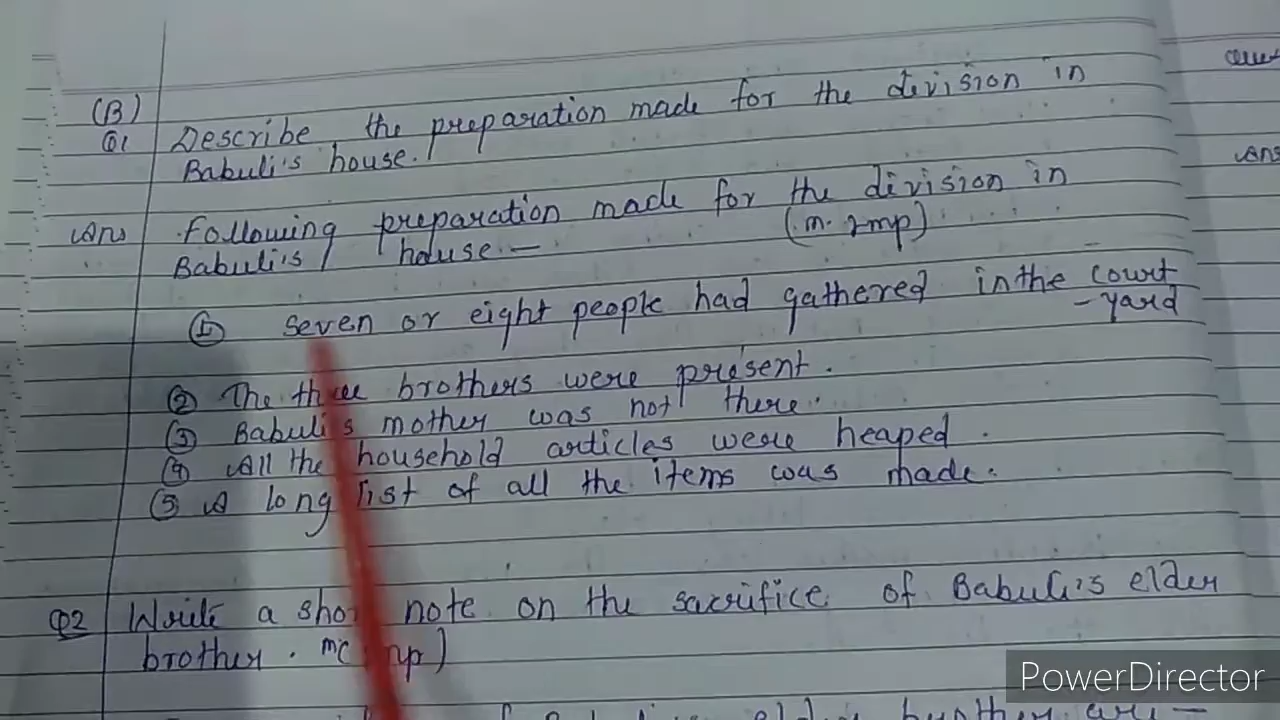 (B)
Q1 Describe the preparation made for the division in
Babuli's house.
Ans Following preparation made for the division in
Babuli's house.— (m. Imp)
① Seven or eight people had gathered in the court
-yard
② The three brothers were present.
③ Babuli's mother was not there.
④ All the household articles were heaped.
⑤ A long list of all the items was made.
Q2 Write a short note on the sacrifice of Babuli's elder
brother.
Ans
PowerDirector